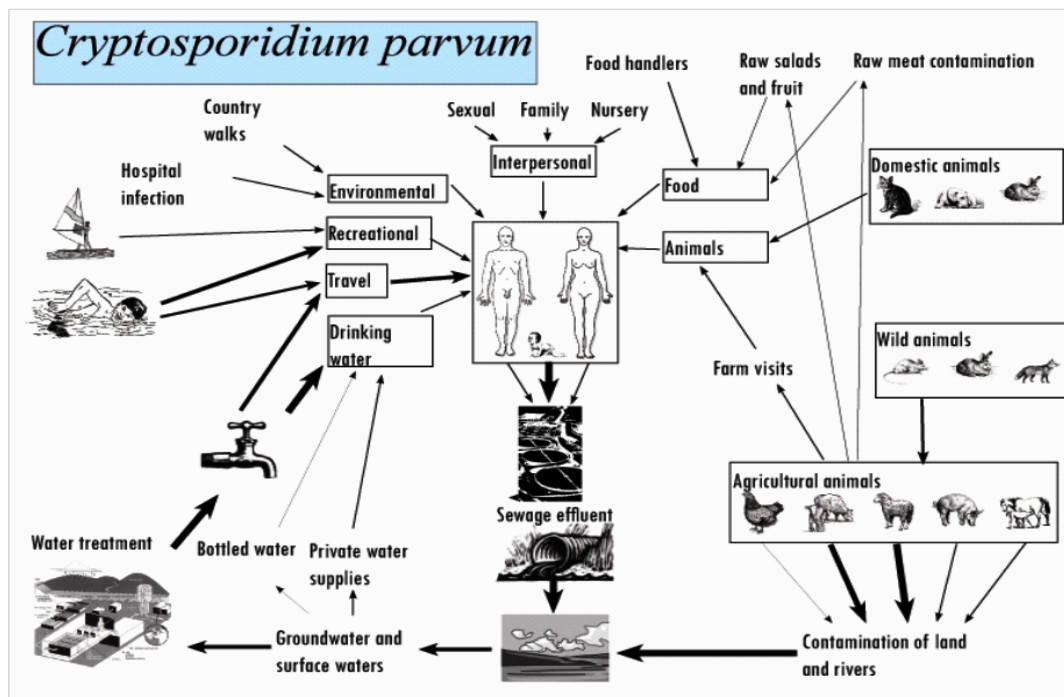 Cryptosporidium parvum
Food handlers
Raw salads
and fruit
Raw meat contamination
Country
walks
Sexual
Family
Nursery
Interpersonal
Hospital
infection
Environmental
Food
Domestic animals
Recreational
Animals
Travel
Drinking
water
Wild animals
Farm visits
Agricultural animals
Sewage effluent
Water treatment
Bottled water
Private water
supplies
Groundwater and
surface waters
Contamination of land
and rivers